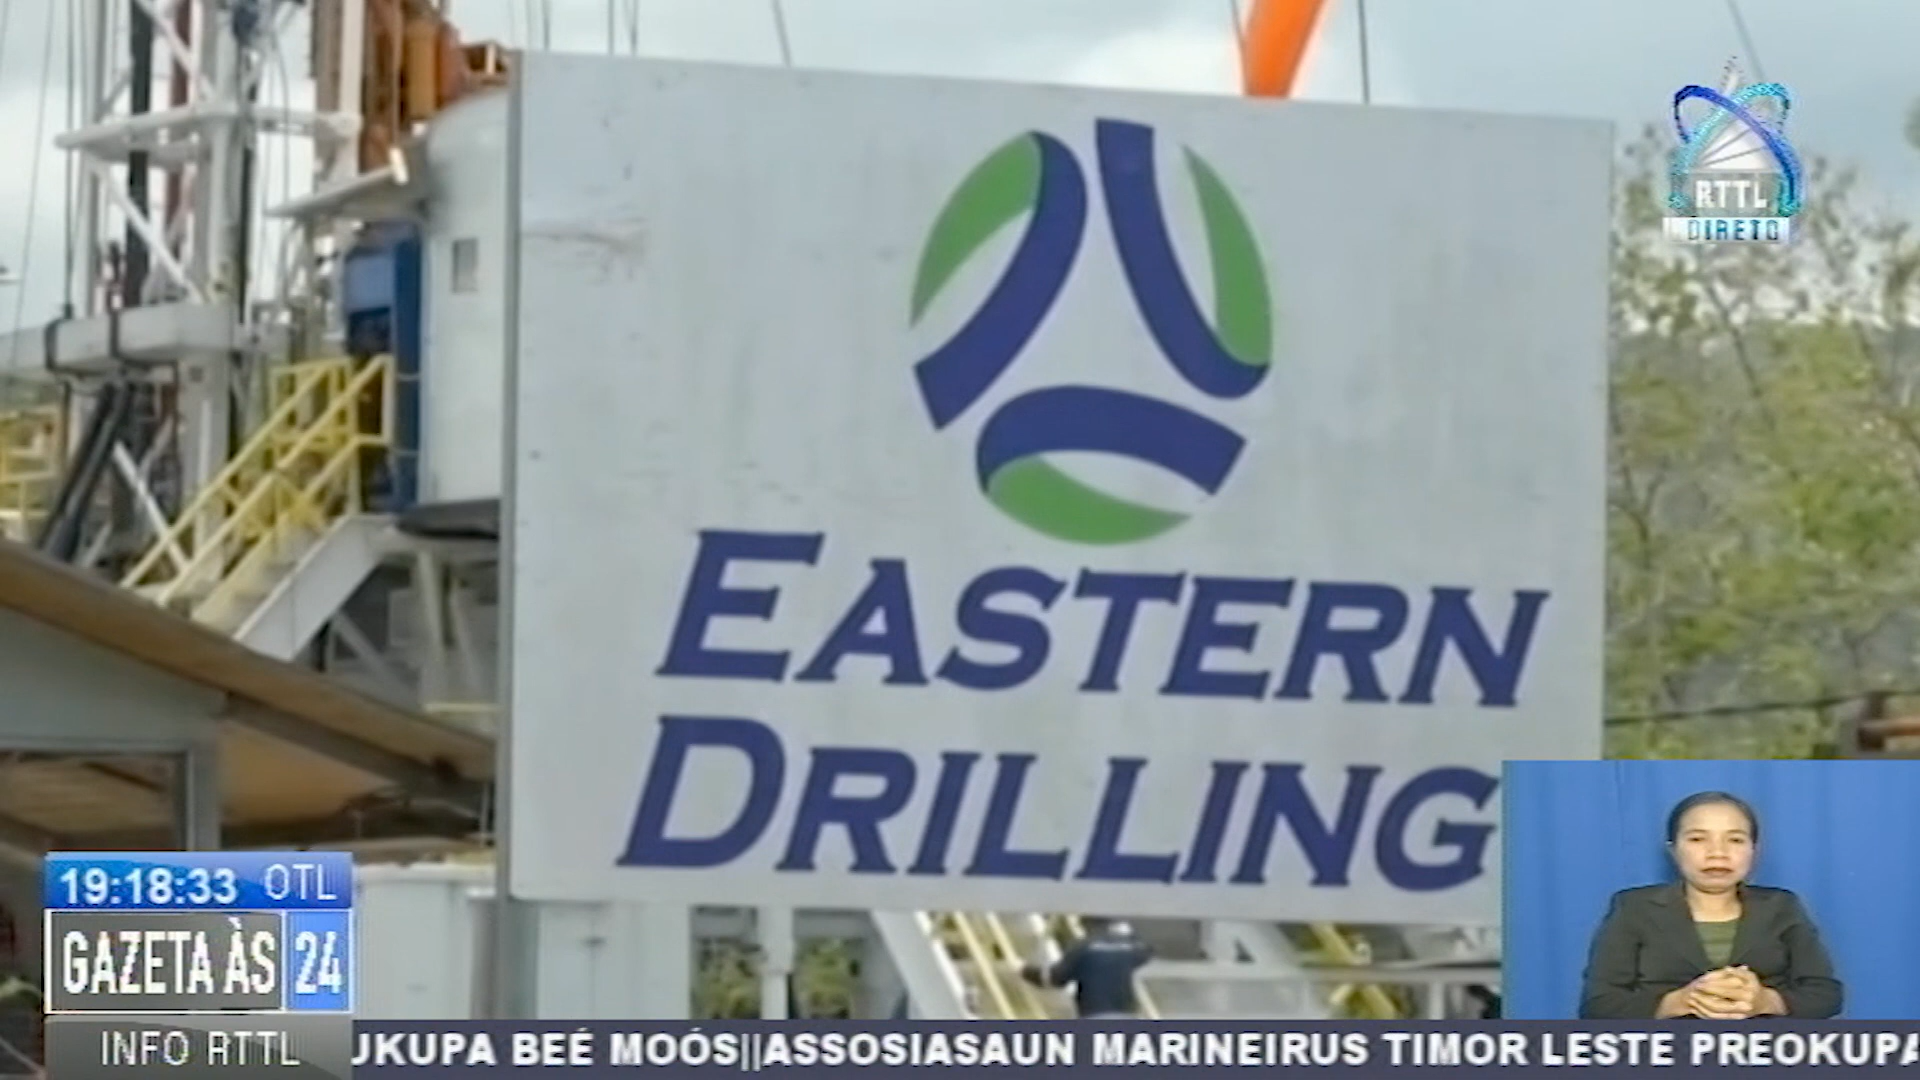 RTTL
DIRETO
EASTERN
DRILLING
19:18:33 OTL
GAZETA ÀS 24
INFO RTTL
UKUPA BEÉ MOÓS||ASSOSIASAUN MARINEIRUS TIMOR LESTE PREOKUPA